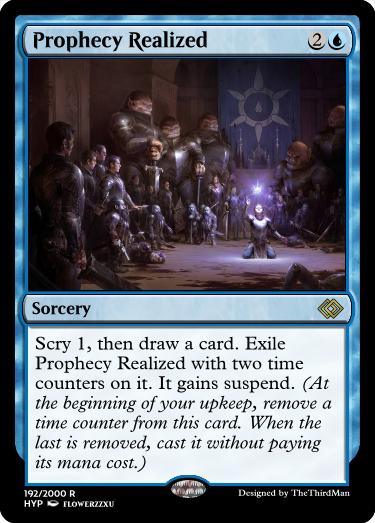 Prophecy Realized 2
Sorcery
Scry 1, then draw a card. Exile
Prophecy Realized with two time
counters on it. It gains suspend. (At
the beginning of your upkeep, remove a
time counter from this card. When the
last is removed, cast it without paying
its mana cost.)
192/2000 R
HYP FLOWERZZXU
Designed by TheThirdMan